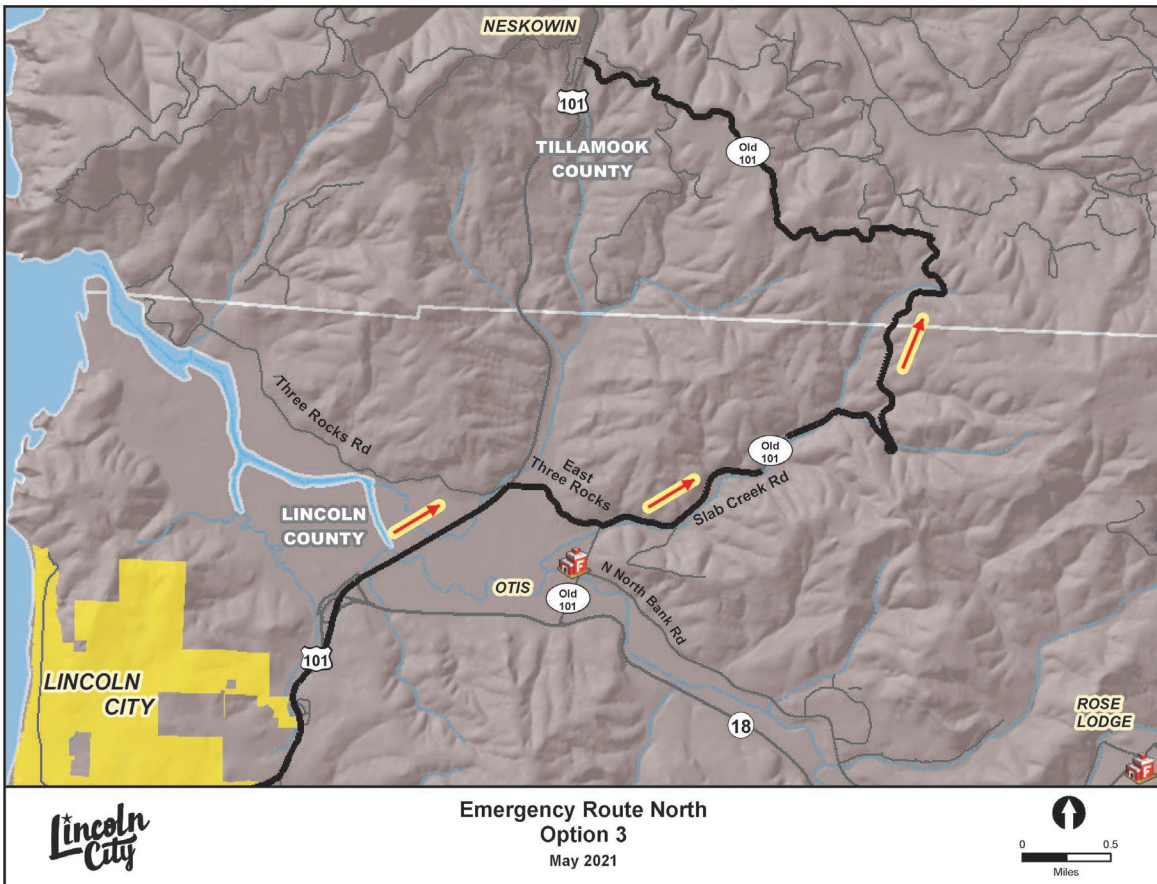 NESKOWIN
101
TILLAMOOK
COUNTY
Old
101
Three Rocks Rd
East
Three Rocks
Old
101
Slab Creek Rd
LINCOLN
COUNTY
F
OTIS
Old
101
N North Bank Rd
101
LINCOLN
CITY
18
ROSE
LODGE
F
Lincoln
City
Emergency Route North
Option 3
May 2021
0 0.5
Miles